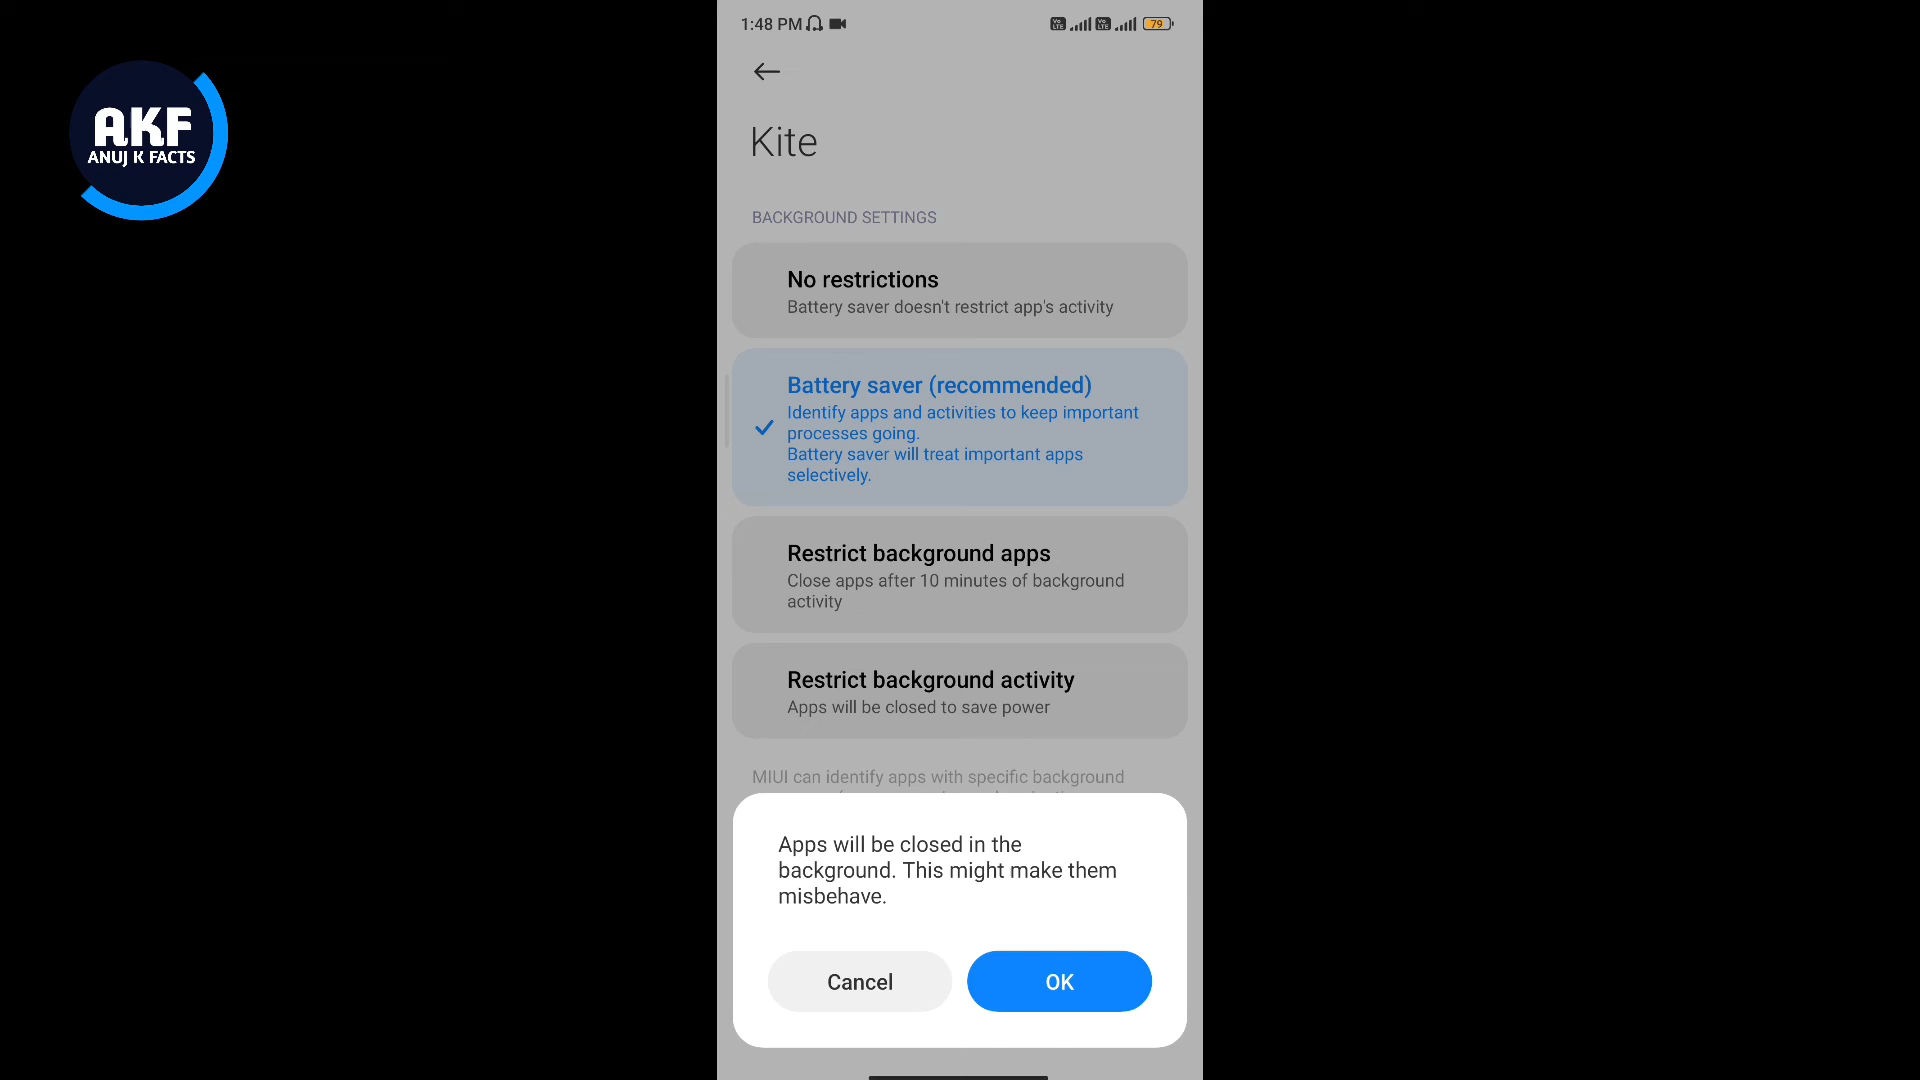 1:48 PM
Vo LTE
Vo LTE
79
AKF
ANUJ K FACTS
Kite
BACKGROUND SETTINGS
No restrictions
Battery saver doesn't restrict app's activity
Battery saver (recommended)
Identify apps and activities to keep important
processes going.
Battery saver will treat important apps
selectively.
Restrict background apps
Close apps after 10 minutes of background
activity
Restrict background activity
Apps will be closed to save power
MIUI can identify apps with specific background
Apps will be closed in the
background. This might make them
misbehave.
Cancel
OK